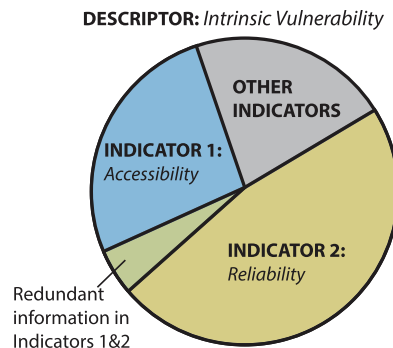 DESCRIPTOR: Intrinsic Vulnerability
OTHER
INDICATORS
INDICATOR 1:
Accessibility
INDICATOR 2:
Reliability
Redundant
information in
Indicators 1&2